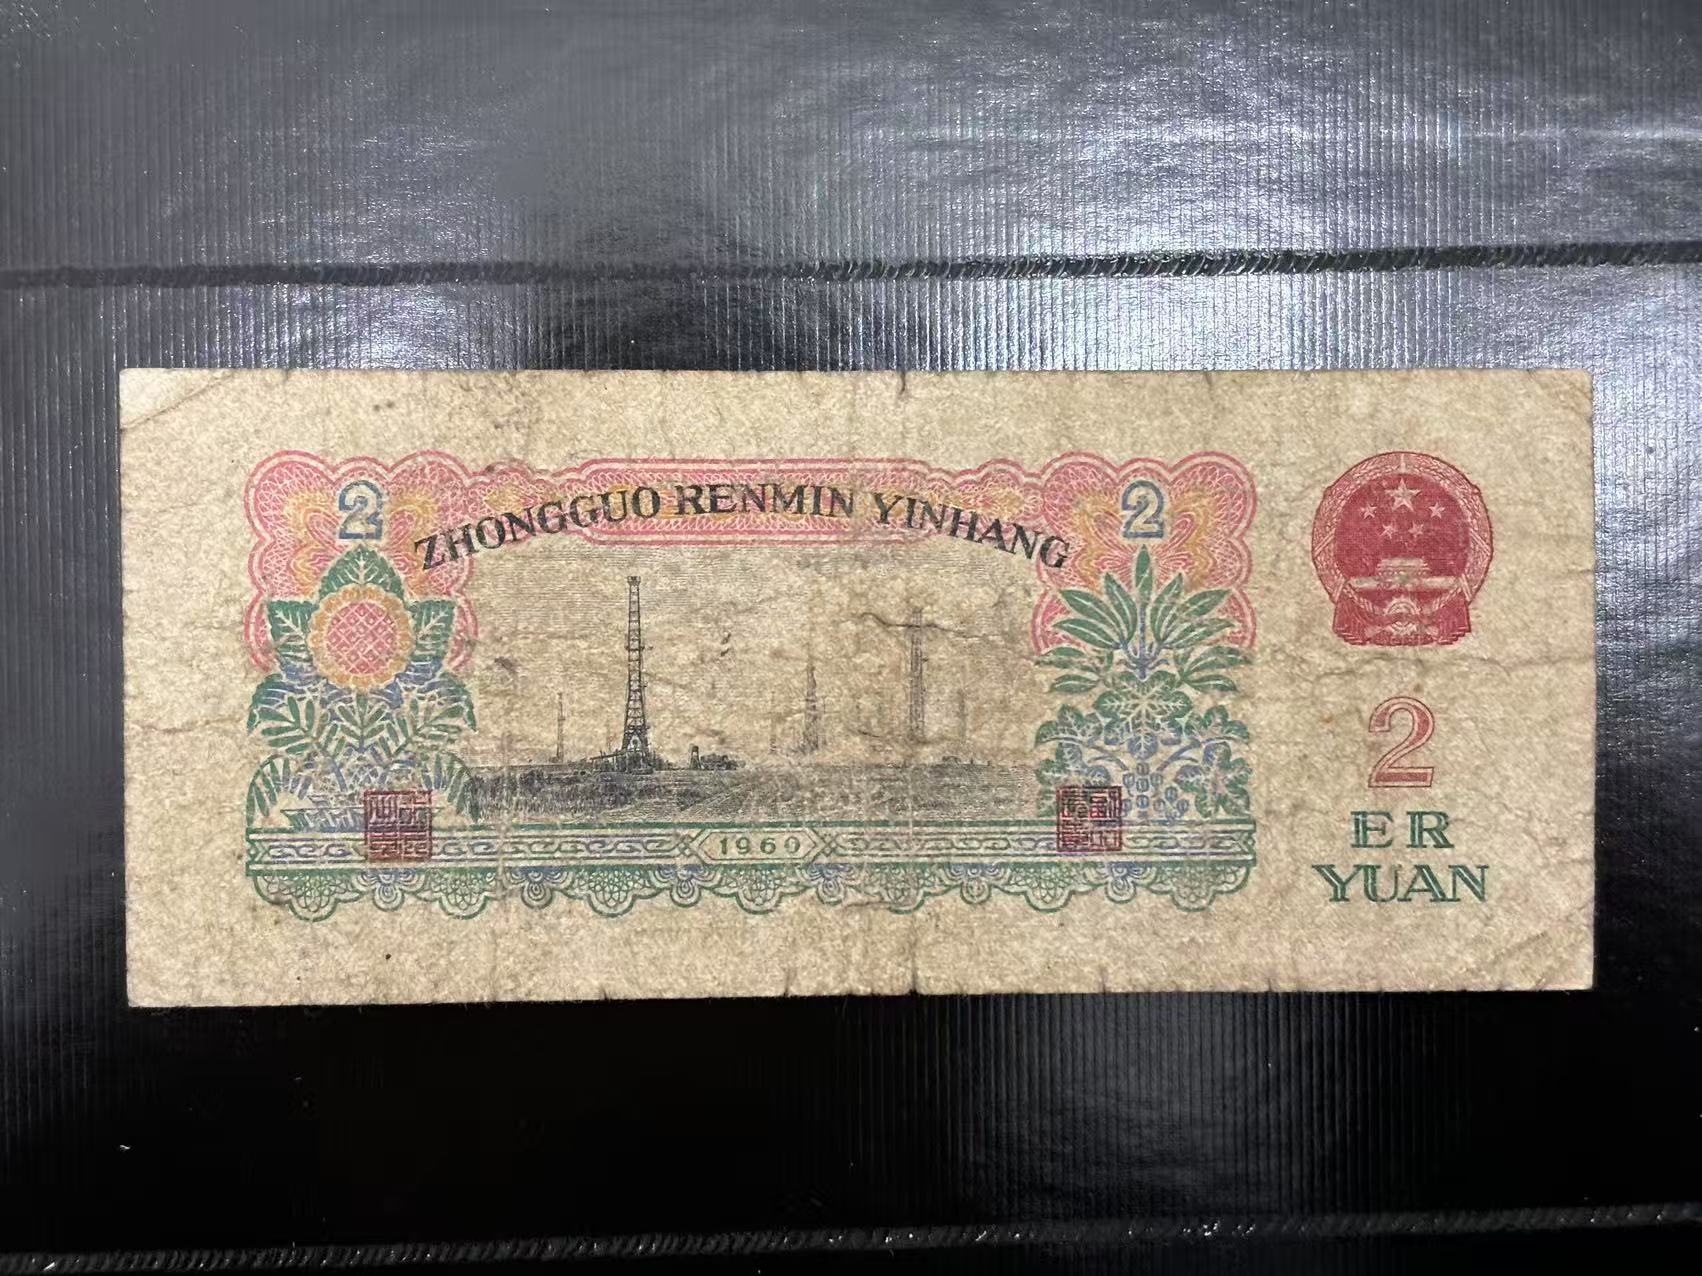 2
2
ZHONGGUO RENMIN YINHANG
2
1960
ER
YUAN